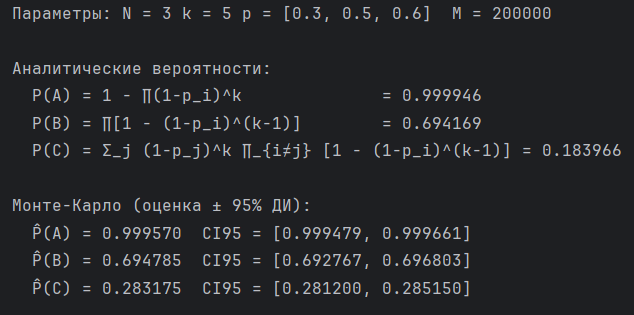 Параметры: N = 3 k = 5 p = [0.3, 0.5, 0.6]  M = 200000
Аналитические вероятности:
P(A) = 1 - ∏(1-p_i)^k = 0.999946
P(B) = ∏[1 - (1-p_i)^(k-1)] = 0.694169
P(C) = Σ_j (1-p_j)^k ∏_{i≠j} [1 - (1-p_i)^(k-1)] = 0.183966
Монте-Карло (оценка ± 95% ДИ):
P̂(A) = 0.999570  CI95 = [0.999479, 0.999661]
P̂(B) = 0.694785  CI95 = [0.692767, 0.696803]
P̂(C) = 0.283175  CI95 = [0.281200, 0.285150]